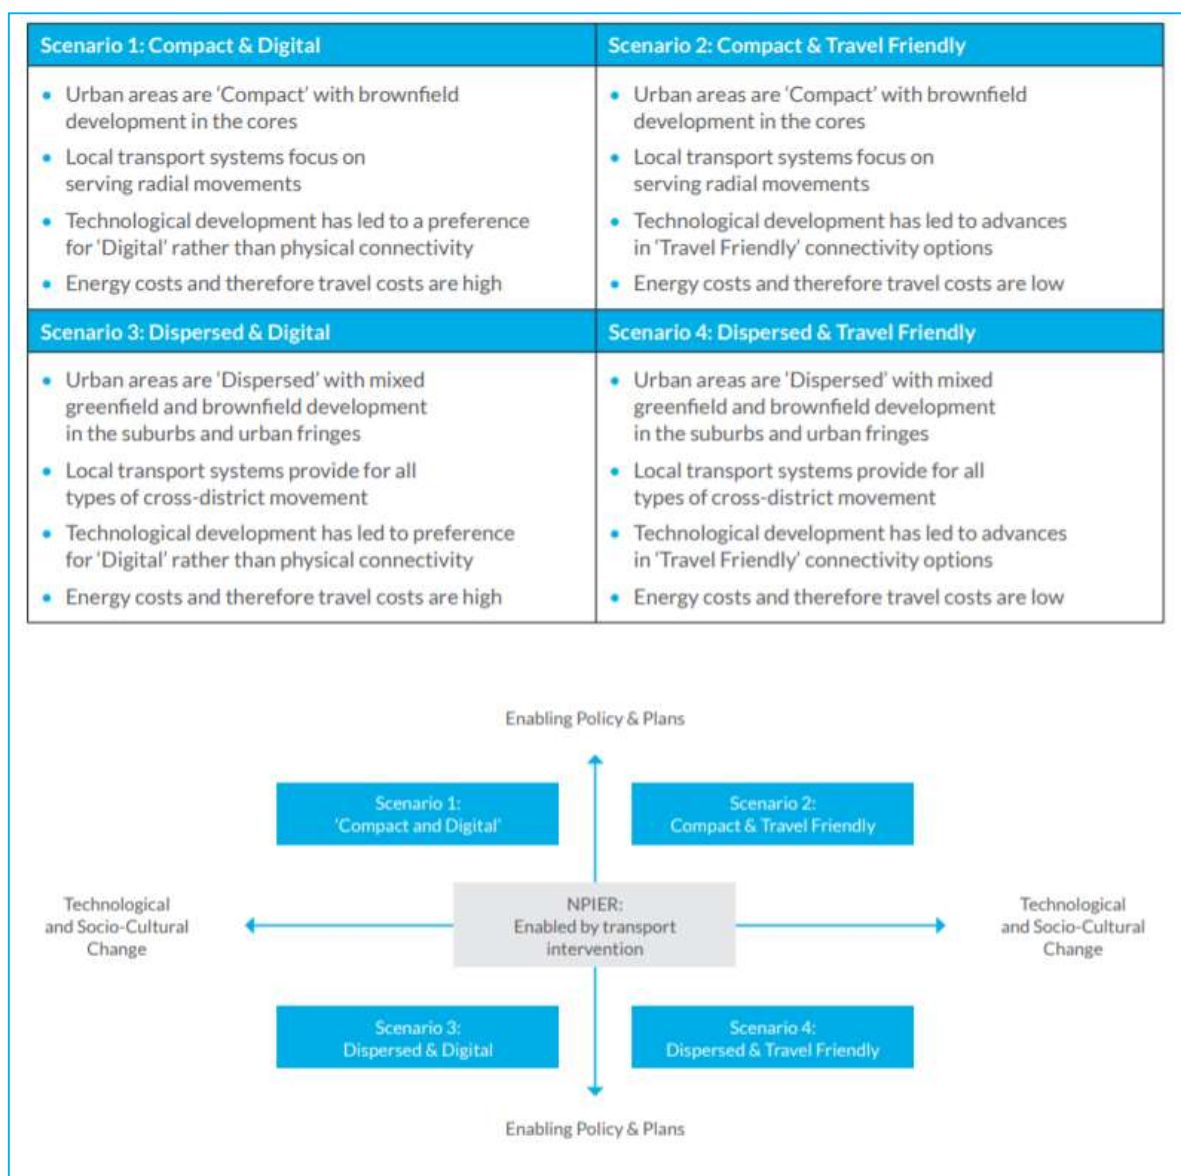 Scenario 1: Compact & Digital
• Urban areas are 'Compact' with brownfield
development in the cores
• Local transport systems focus on
serving radial movements
• Technological development has led to a preference
for 'Digital' rather than physical connectivity
• Energy costs and therefore travel costs are high
Scenario 2: Compact & Travel Friendly
• Urban areas are 'Compact' with brownfield
development in the cores
• Local transport systems focus on
serving radial movements
• Technological development has led to advances
in 'Travel Friendly' connectivity options
• Energy costs and therefore travel costs are low
Scenario 3: Dispersed & Digital
• Urban areas are 'Dispersed' with mixed
greenfield and brownfield development
in the suburbs and urban fringes
• Local transport systems provide for all
types of cross-district movement
• Technological development has led to preference
for 'Digital' rather than physical connectivity
• Energy costs and therefore travel costs are high
Scenario 4: Dispersed & Travel Friendly
• Urban areas are 'Dispersed' with mixed
greenfield and brownfield development
in the suburbs and urban fringes
• Local transport systems provide for all
types of cross-district movement
• Technological development has led to advances
in 'Travel Friendly' connectivity options
• Energy costs and therefore travel costs are low
Enabling Policy & Plans
Scenario 1:
'Compact and Digital'
Scenario 2:
Compact & Travel Friendly
Technological
and Socio-Cultural
Change
NPIER:
Enabled by transport
intervention
Technological
and Socio-Cultural
Change
Scenario 3:
Dispersed & Digital
Scenario 4:
Dispersed & Travel Friendly
Enabling Policy & Plans